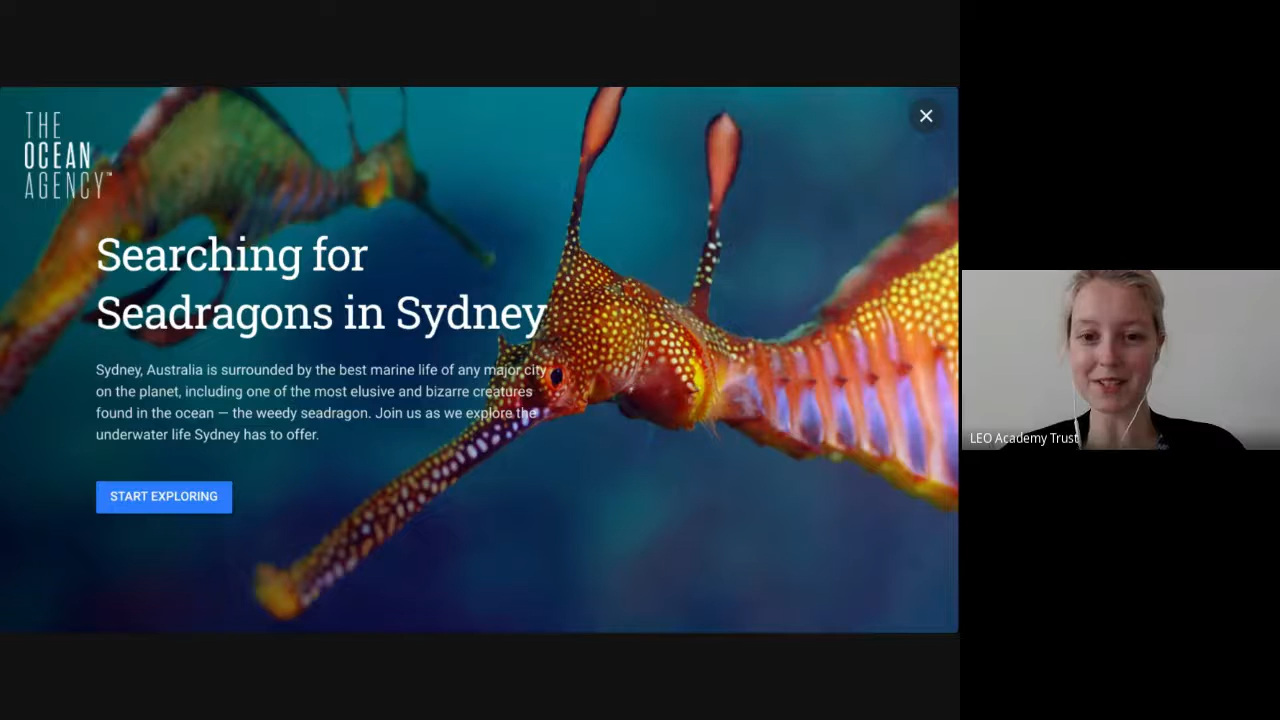 THE
OCEAN
AGENCY™
Searching for
Seadragons in Sydney
Sydney, Australia is surrounded by the best marine life of any major city
on the planet, including one of the most elusive and bizarre creatures
found in the ocean — the weedy seadragon. Join us as we explore the
underwater life Sydney has to offer.
START EXPLORING
LEO Academy Trust